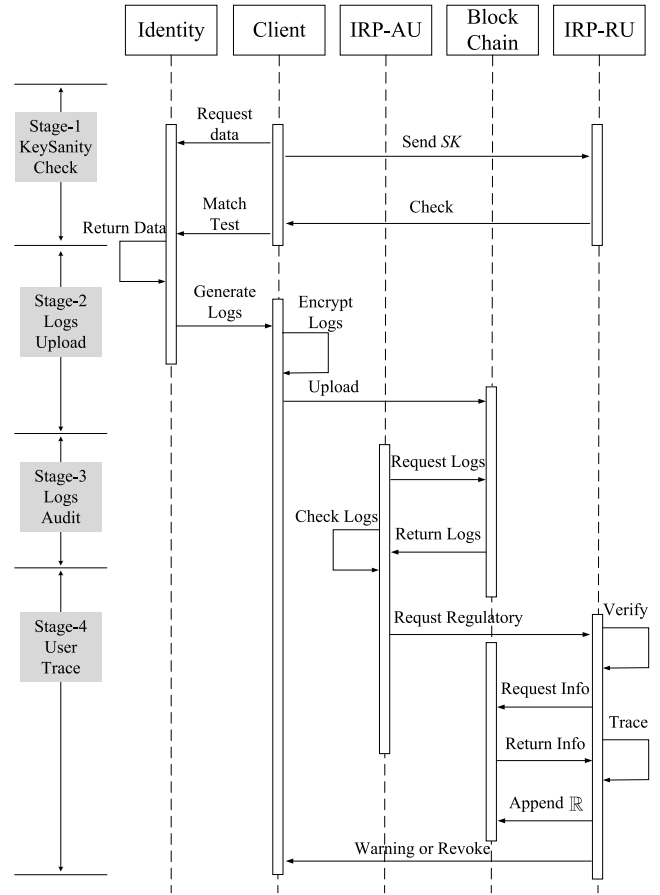 Identity
Client
IRP-AU
Block
Chain
IRP-RU
Stage-1
KeySanity
Check
Request
data
Send SK
Check
Match
Test
Return Data
Stage-2
Logs
Upload
Generate
Logs
Encrypt
Logs
Upload
Stage-3
Logs
Audit
Request Logs
Check Logs
Return Logs
Stage-4
User
Trace
Requst Regulatory
Verify
Request Info
Trace
Return Info
Append ℝ
Warning or Revoke